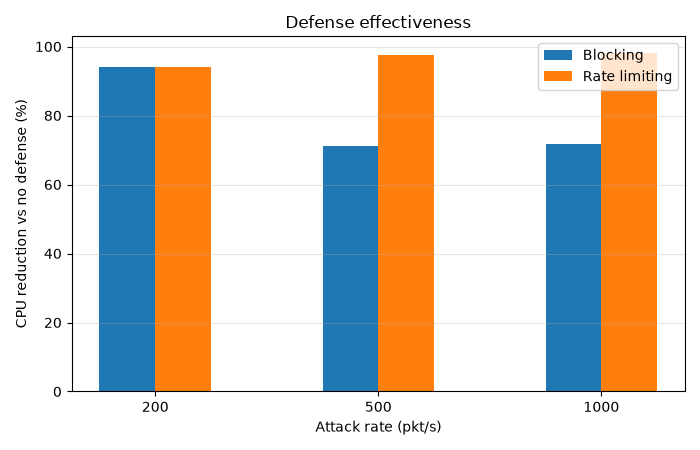 Defense effectiveness
Blocking
Rate limiting
CPU reduction vs no defense (%)
100
80
60
40
20
0
200
500
1000
Attack rate (pkt/s)